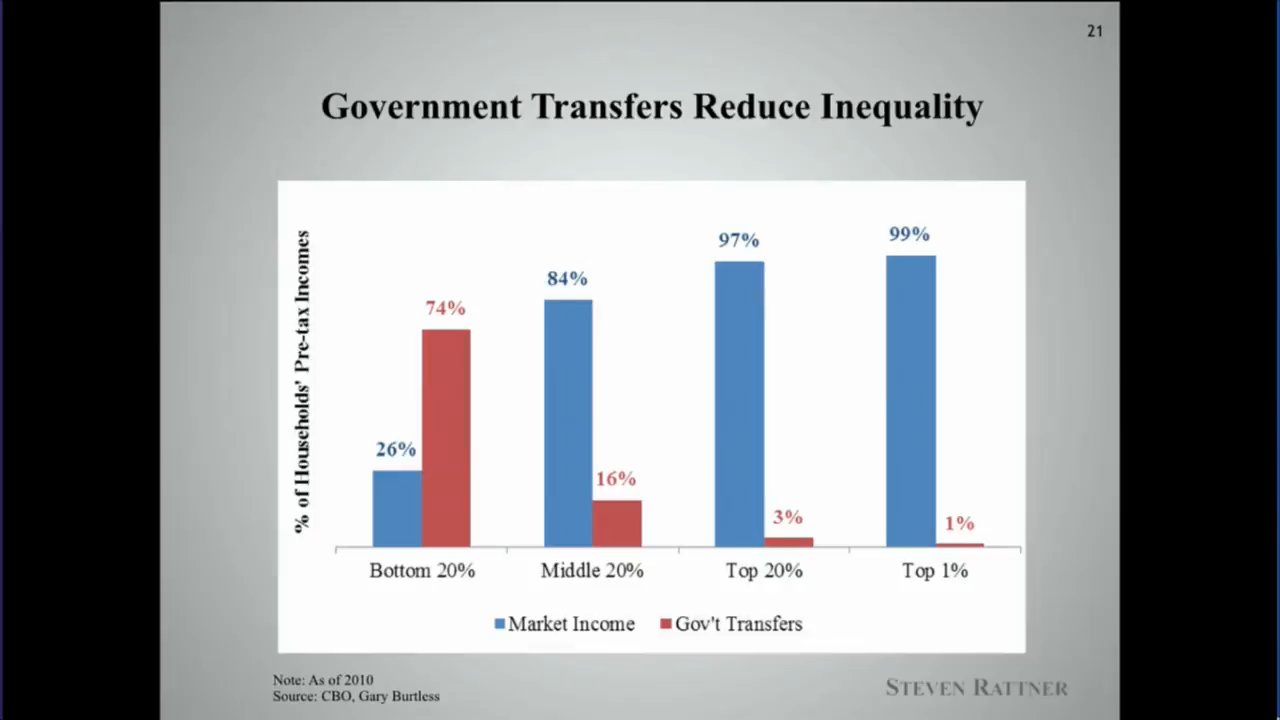 21
Government Transfers Reduce Inequality
% of Households' Pre-tax Incomes
26%
74%
84%
16%
97%
3%
99%
1%
Bottom 20%
Middle 20%
Top 20%
Top 1%
Market Income
Gov't Transfers
Note: As of 2010
Source: CBO, Gary Burtless
STEVEN RATTNER